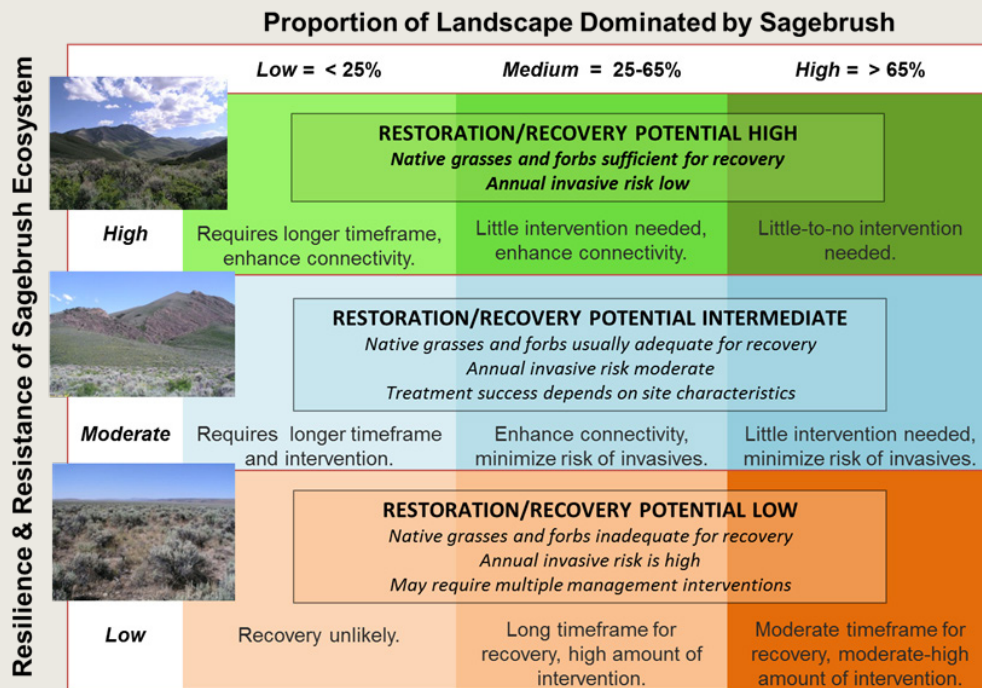 Proportion of Landscape Dominated by Sagebrush
Resilience & Resistance of Sagebrush Ecosystem
Low = < 25%
Medium = 25-65%
High = > 65%
RESTORATION/RECOVERY POTENTIAL HIGH
Native grasses and forbs sufficient for recovery
Annual invasive risk low
High
Requires longer timeframe,
enhance connectivity.
Little intervention needed,
enhance connectivity.
Little-to-no intervention
needed.
RESTORATION/RECOVERY POTENTIAL INTERMEDIATE
Native grasses and forbs usually adequate for recovery
Annual invasive risk moderate
Treatment success depends on site characteristics
Moderate
Requires longer timeframe
and intervention.
Enhance connectivity,
minimize risk of invasives.
Little intervention needed,
minimize risk of invasives.
RESTORATION/RECOVERY POTENTIAL LOW
Native grasses and forbs inadequate for recovery
Annual invasive risk is high
May require multiple management interventions
Low
Recovery unlikely.
Long timeframe for
recovery, high amount of
intervention.
Moderate timeframe for
recovery, moderate-high
amount of intervention.